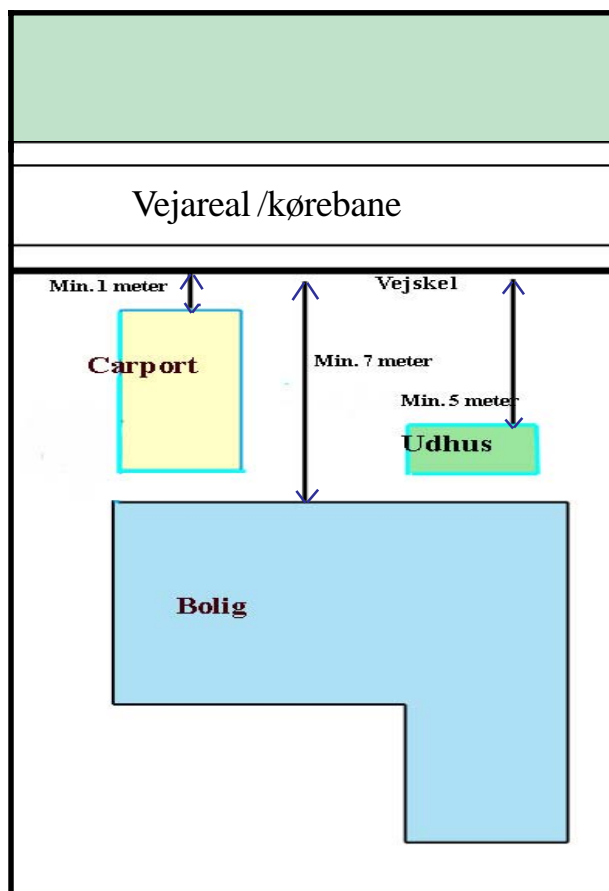 Vejareal /kørebane
Min. 1 meter
Vejskel
Carport
Min. 7 meter
Min. 5 meter
Udhus
Bolig